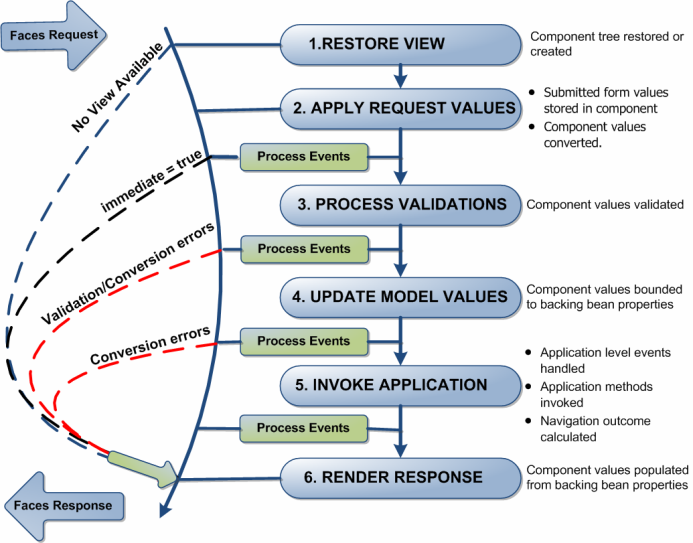 Faces Request
1.RESTORE VIEW
Component tree restored or
created
No View Available
2. APPLY REQUEST VALUES
• Submitted form values
stored in component
• Component values
converted.
immediate = true
Process Events
3. PROCESS VALIDATIONS
Component values validated
Validation/Conversion errors
Process Events
4. UPDATE MODEL VALUES
Component values bounded
to backing bean properties
Conversion errors
Process Events
5. INVOKE APPLICATION
• Application level events
handled
• Application methods
invoked
• Navigation outcome
calculated
Process Events
6. RENDER RESPONSE
Component values populated
from backing bean properties
Faces Response